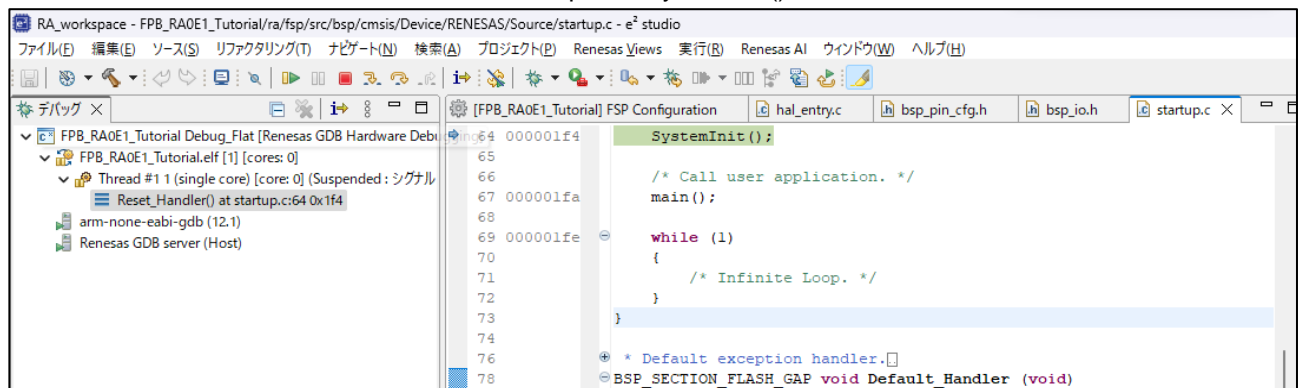 RA_workspace - FPB_RA0E1_Tutorial/ra/fsp/src/bsp/cmsis/Device/RENESAS/Source/startup.c - e² studio
ファイル(F) 編集(E) ソース(S) リファクタリング(T) ナビゲート(N) 検索(A) プロジェクト(P) Renesas Views 実行(R) Renesas AI ウィンドウ(W) ヘルプ(H)
デバッグ
[FPB_RA0E1_Tutorial] FSP Configuration hal_entry.c bsp_pin_cfg.h bsp_io.h startup.c
FPB_RA0E1_Tutorial Debug_Flat [Renesas GDB Hardware Debugging]
FPB_RA0E1_Tutorial.elf [1] [cores: 0]
Thread #1 1 (single core) [core: 0] (Suspended : シグナル
Reset_Handler() at startup.c:64 0x1f4
arm-none-eabi-gdb (12.1)
Renesas GDB server (Host)
64 000001f4 SystemInit();
65
66 /* Call user application. */
67 000001fa main();
68
69 000001fe while (1)
70 {
71 /* Infinite Loop. */
72 }
73 }
74
76 * Default exception handler.
78 BSP_SECTION_FLASH_GAP void Default_Handler (void)